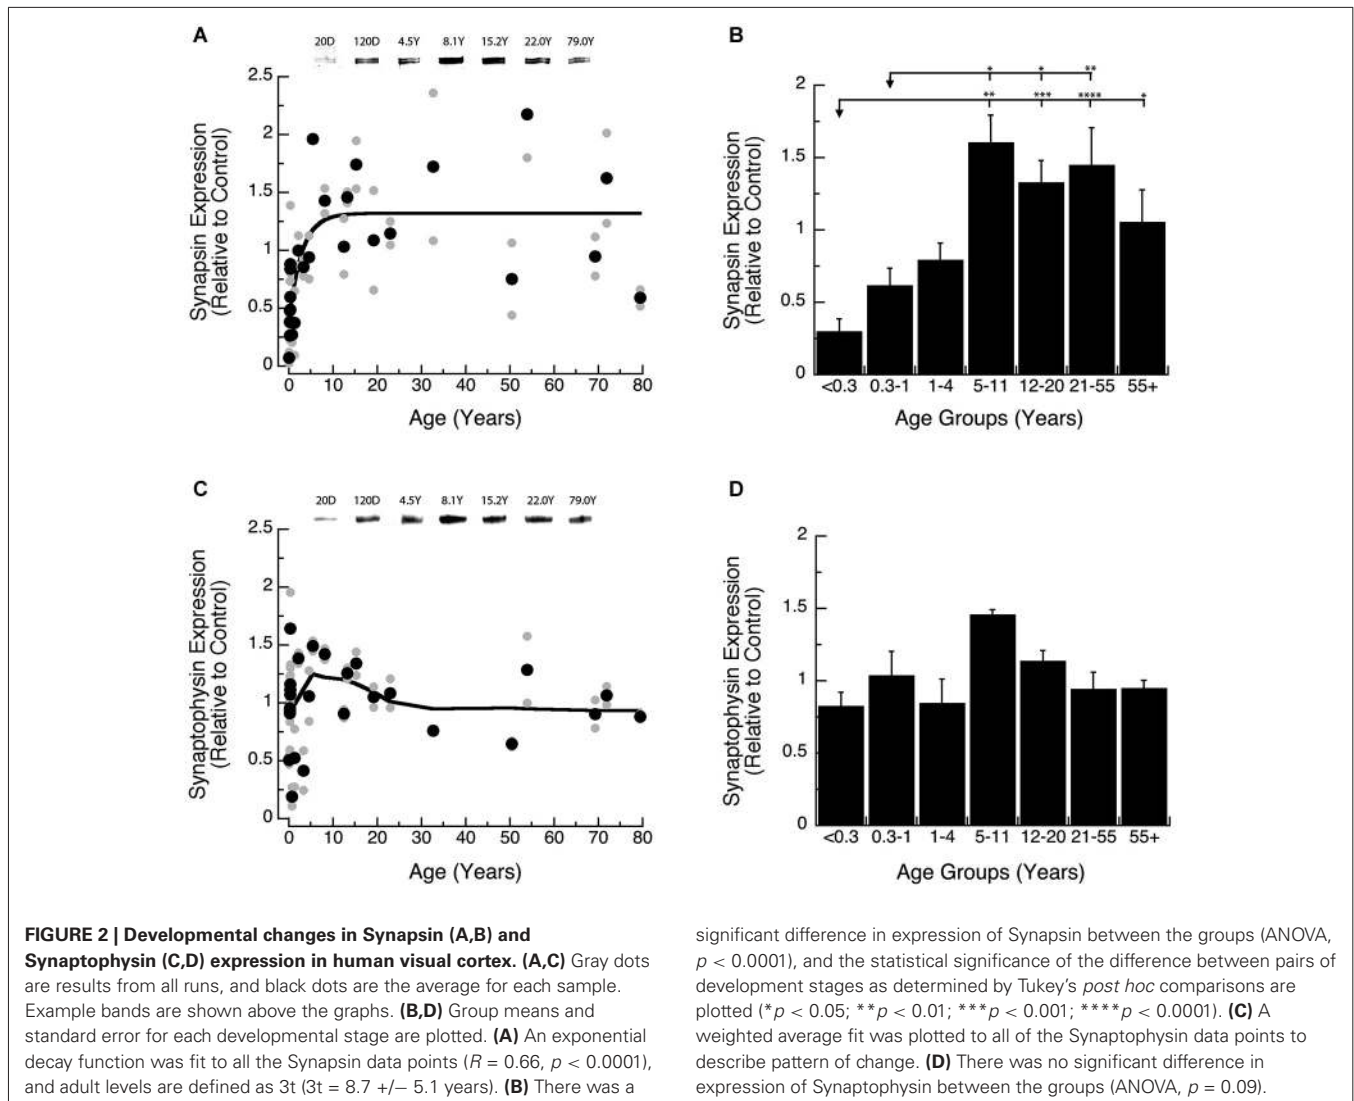 A
20D 120D 4.5Y 8.1Y 15.2Y 22.0Y 79.0Y
2.5
2
1.5
1
0.5
0
Synapsin Expression
(Relative to Control)
0 10 20 30 40 50 60 70 80
Age (Years)
B
* * **
** *** **** *
2
1.5
1
0.5
0
Synapsin Expression
(Relative to Control)
<0.3 0.3-1 1-4 5-11 12-20 21-55 55+
Age Groups (Years)
C
20D 120D 4.5Y 8.1Y 15.2Y 22.0Y 79.0Y
2.5
2
1.5
1
0.5
0
Synaptophysin Expression
(Relative to Control)
0 10 20 30 40 50 60 70 80
Age (Years)
D
2
1.5
1
0.5
0
Synaptophysin Expression
(Relative to Control)
<0.3 0.3-1 1-4 5-11 12-20 21-55 55+
Age Groups (Years)
FIGURE 2 | Developmental changes in Synapsin (A,B) and
Synaptophysin (C,D) expression in human visual cortex. (A,C) Gray dots
are results from all runs, and black dots are the average for each sample.
Example bands are shown above the graphs. (B,D) Group means and
standard error for each developmental stage are plotted. (A) An exponential
decay function was fit to all the Synapsin data points (R = 0.66, p < 0.0001),
and adult levels are defined as 3t (3t = 8.7 +/− 5.1 years). (B) There was a
significant difference in expression of Synapsin between the groups (ANOVA,
p < 0.0001), and the statistical significance of the difference between pairs of
development stages as determined by Tukey's post hoc comparisons are
plotted (*p < 0.05; **p < 0.01; ***p < 0.001; ****p < 0.0001). (C) A
weighted average fit was plotted to all of the Synaptophysin data points to
describe pattern of change. (D) There was no significant difference in
expression of Synaptophysin between the groups (ANOVA, p = 0.09).